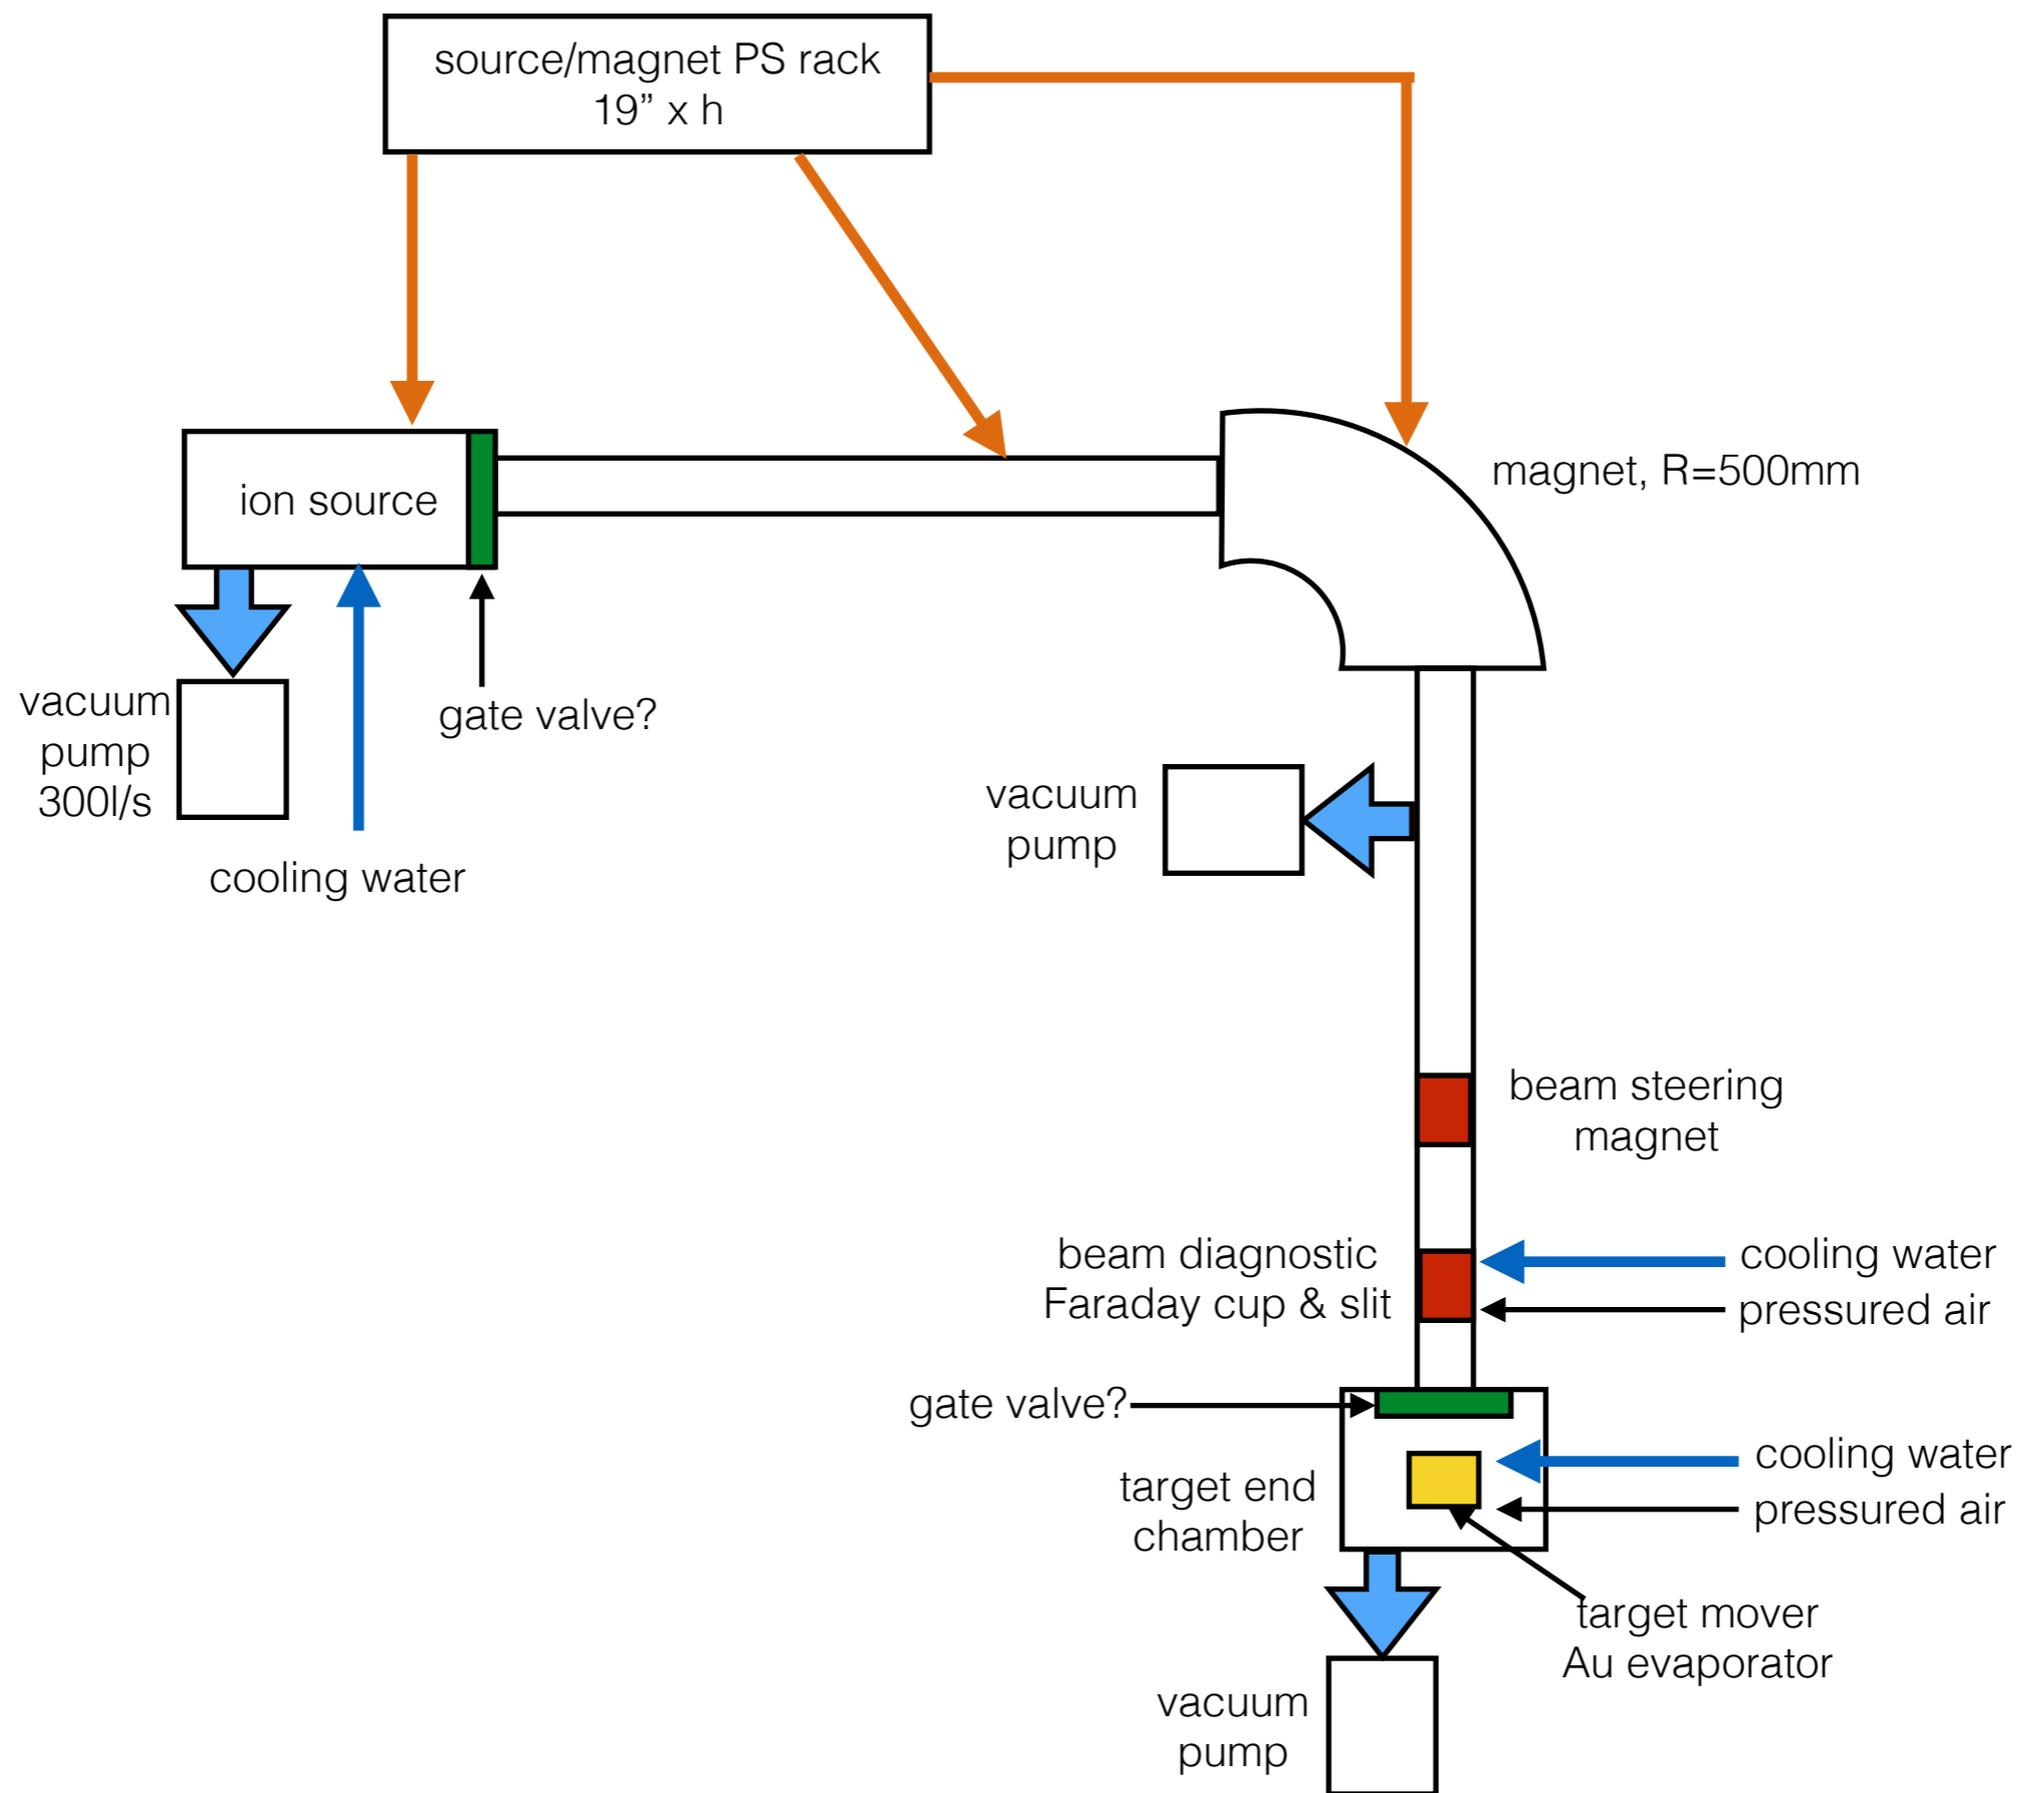 source/magnet PS rack
19” x h
magnet, R=500mm
ion source
vacuum
pump
300l/s
gate valve?
cooling water
vacuum
pump
beam steering
magnet
beam diagnostic
Faraday cup & slit
cooling water
pressured air
gate valve?
cooling water
pressured air
target end
chamber
target mover
Au evaporator
vacuum
pump